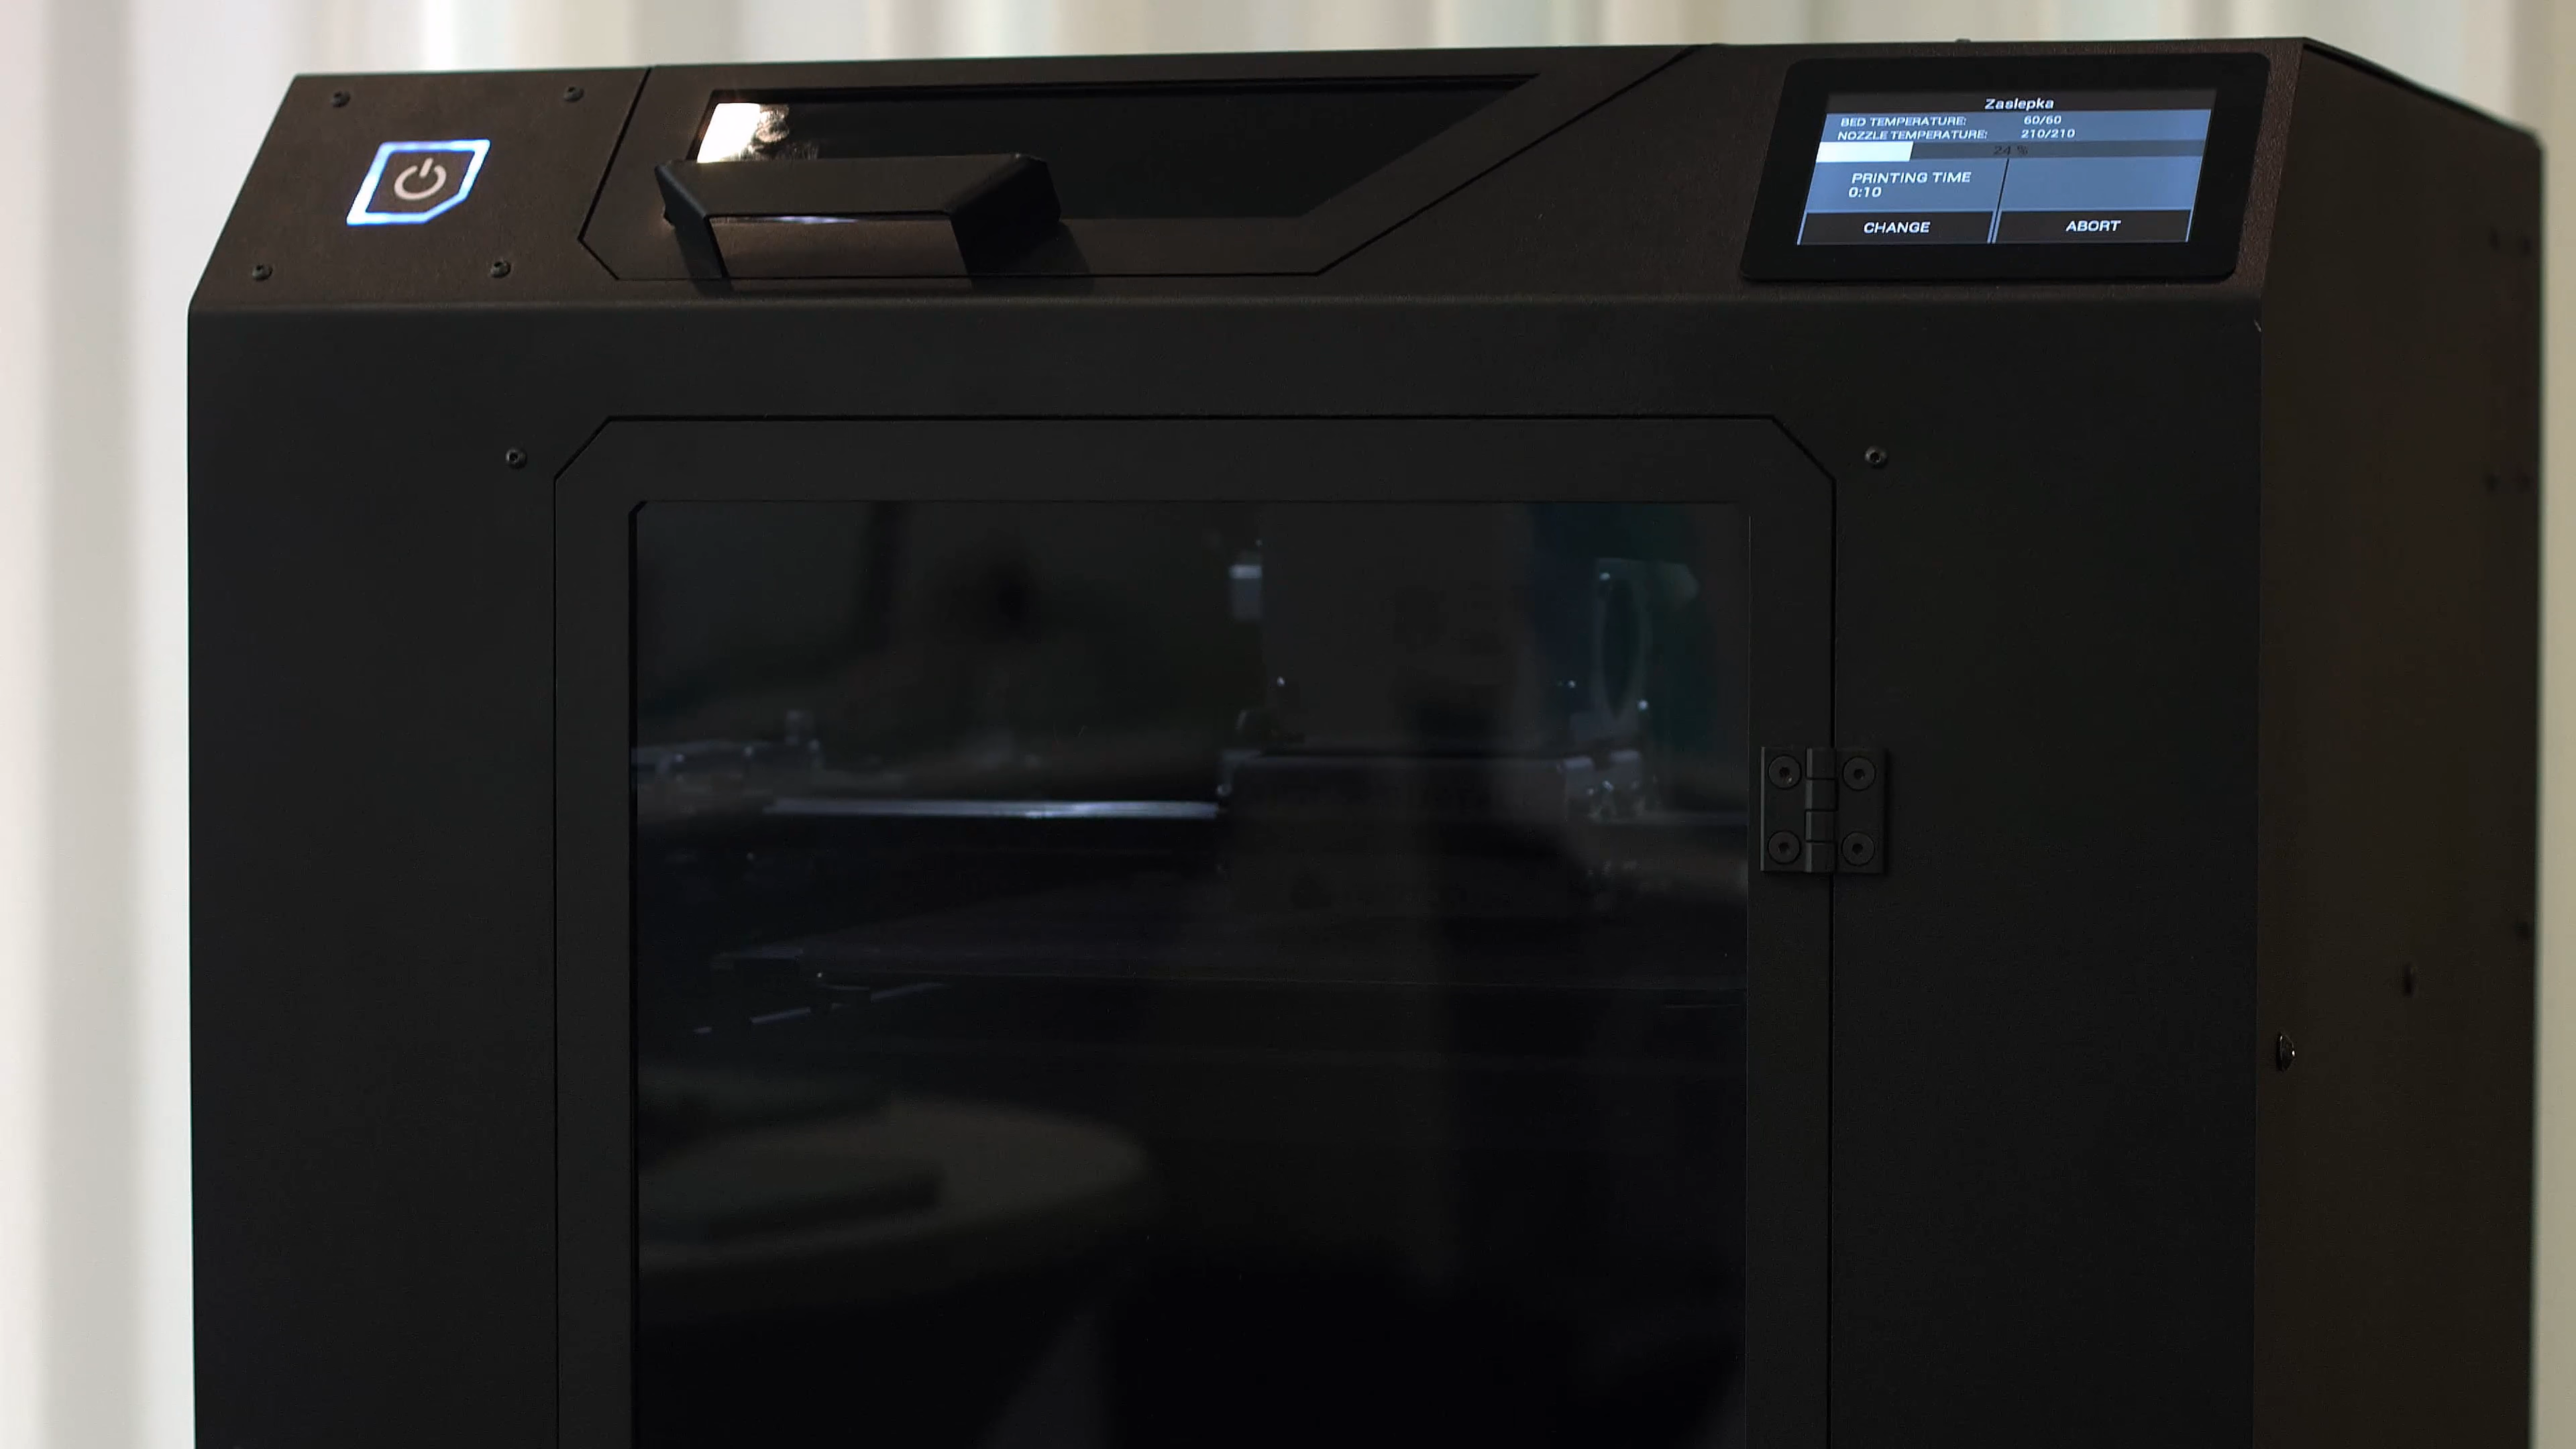 Zaslepka
BED TEMPERATURE: 60/60
NOZZLE TEMPERATURE: 210/210
24 %
PRINTING TIME
0:10
CHANGE
ABORT